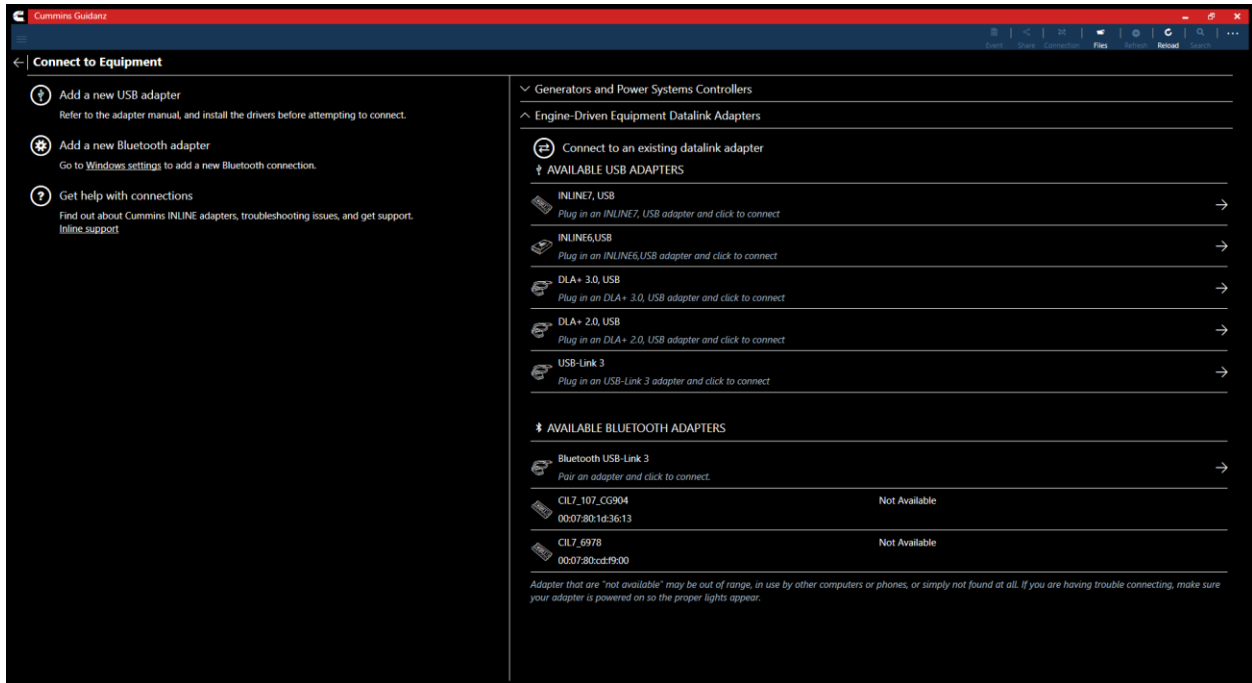 Cummins Guidanz
Event Share Connection Files Refresh Reload Search
Connect to Equipment
Add a new USB adapter
Refer to the adapter manual, and install the drivers before attempting to connect.
Add a new Bluetooth adapter
Go to Windows settings to add a new Bluetooth connection.
Get help with connections
Find out about Cummins INLINE adapters, troubleshooting issues, and get support.
Inline support
Generators and Power Systems Controllers
Engine-Driven Equipment Datalink Adapters
Connect to an existing datalink adapter
AVAILABLE USB ADAPTERS
INLINE7, USB
Plug in an INLINE7, USB adapter and click to connect
INLINE6,USB
Plug in an INLINE6,USB adapter and click to connect
DLA+ 3.0, USB
Plug in an DLA+ 3.0, USB adapter and click to connect
DLA+ 2.0, USB
Plug in an DLA+ 2.0, USB adapter and click to connect
USB-Link 3
Plug in an USB-Link 3 adapter and click to connect
AVAILABLE BLUETOOTH ADAPTERS
Bluetooth USB-Link 3
Pair an adapter and click to connect.
CIL7_107_CG904 Not Available
00:07:80:1d:36:13
CIL7_6978 Not Available
00:07:80:cd:f9:00
Adapter that are "not available" may be out of range, in use by other computers or phones, or simply not found at all. If you are having trouble connecting, make sure
your adapter is powered on so the proper lights appear.